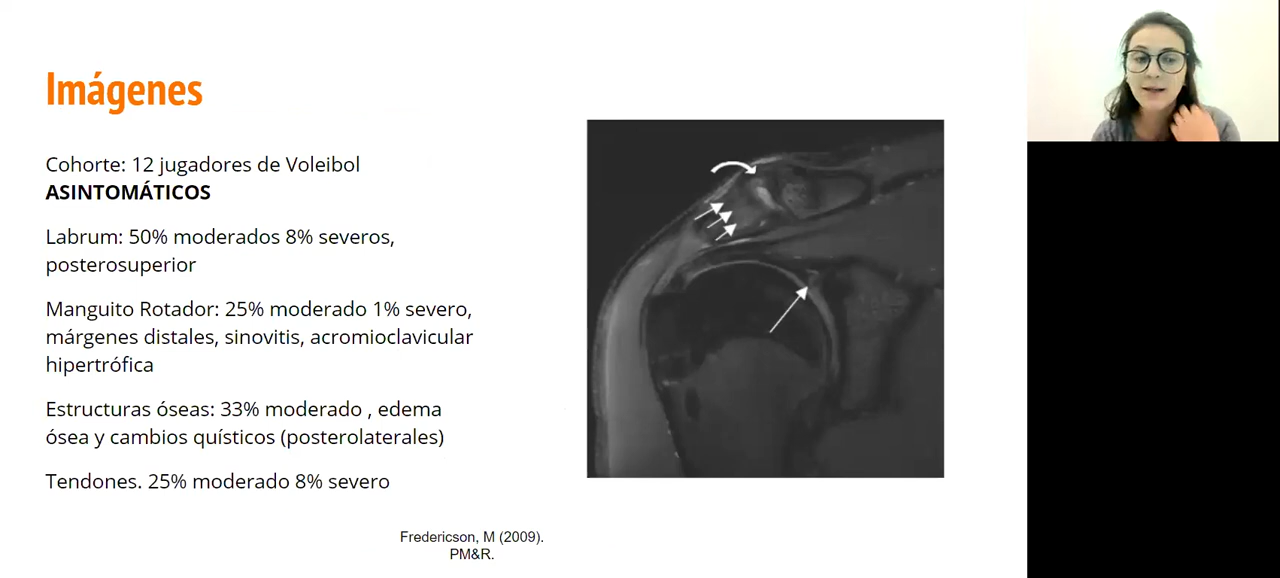 Imágenes
Cohorte: 12 jugadores de Voleibol
ASINTOMÁTICOS
Labrum: 50% moderados 8% severos,
posterosuperior
Manguito Rotador: 25% moderado 1% severo,
márgenes distales, sinovitis, acromioclavicular
hipertrófica
Estructuras óseas: 33% moderado , edema
ósea y cambios quísticos (posterolaterales)
Tendones. 25% moderado 8% severo
Fredericson, M (2009).
PM&R.